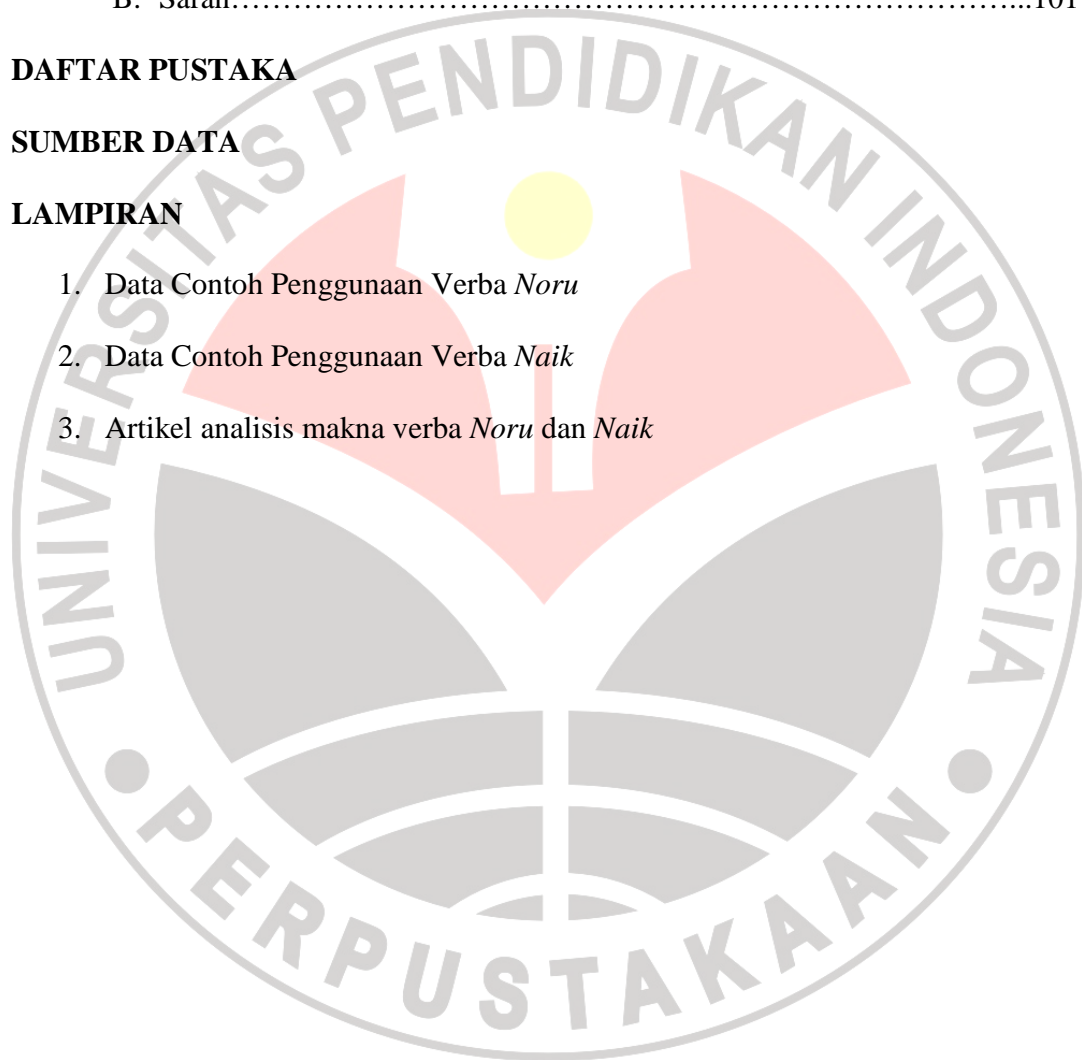 B. Saran……………………………………………………………………...101
DAFTAR PUSTAKA
SUMBER DATA
LAMPIRAN
1. Data Contoh Penggunaan Verba Noru
2. Data Contoh Penggunaan Verba Naik
3. Artikel analisis makna verba Noru dan Naik
UNIVERSITAS PENDIDIKAN INDONESIA
PERPUSTAKAAN